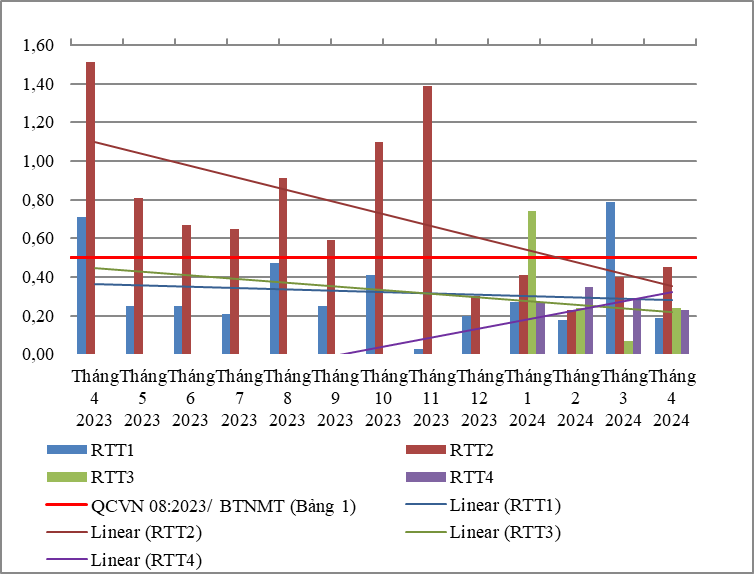 1,60
1,40
1,20
1,00
0,80
0,60
0,40
0,20
0,00
Tháng 4 2023
Tháng 5 2023
Tháng 6 2023
Tháng 7 2023
Tháng 8 2023
Tháng 9 2023
Tháng 10 2023
Tháng 11 2023
Tháng 12 2023
Tháng 1 2024
Tháng 2 2024
Tháng 3 2024
Tháng 4 2024
RTT1
RTT2
RTT3
RTT4
QCVN 08:2023/ BTNMT (Bảng 1)
Linear (RTT1)
Linear (RTT2)
Linear (RTT3)
Linear (RTT4)